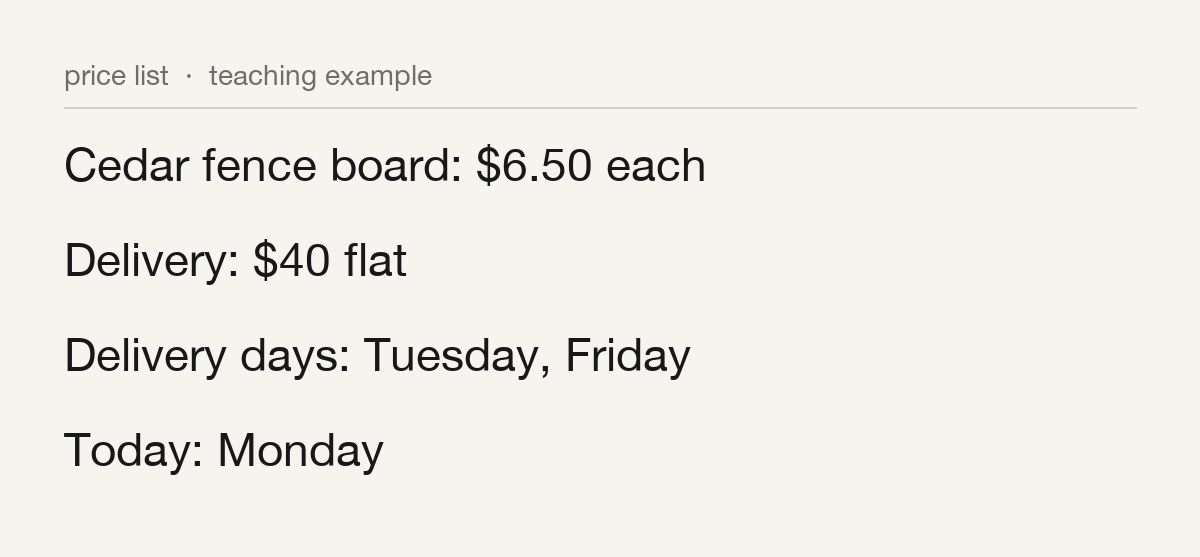 price list · teaching example
Cedar fence board: $6.50 each
Delivery: $40 flat
Delivery days: Tuesday, Friday
Today: Monday